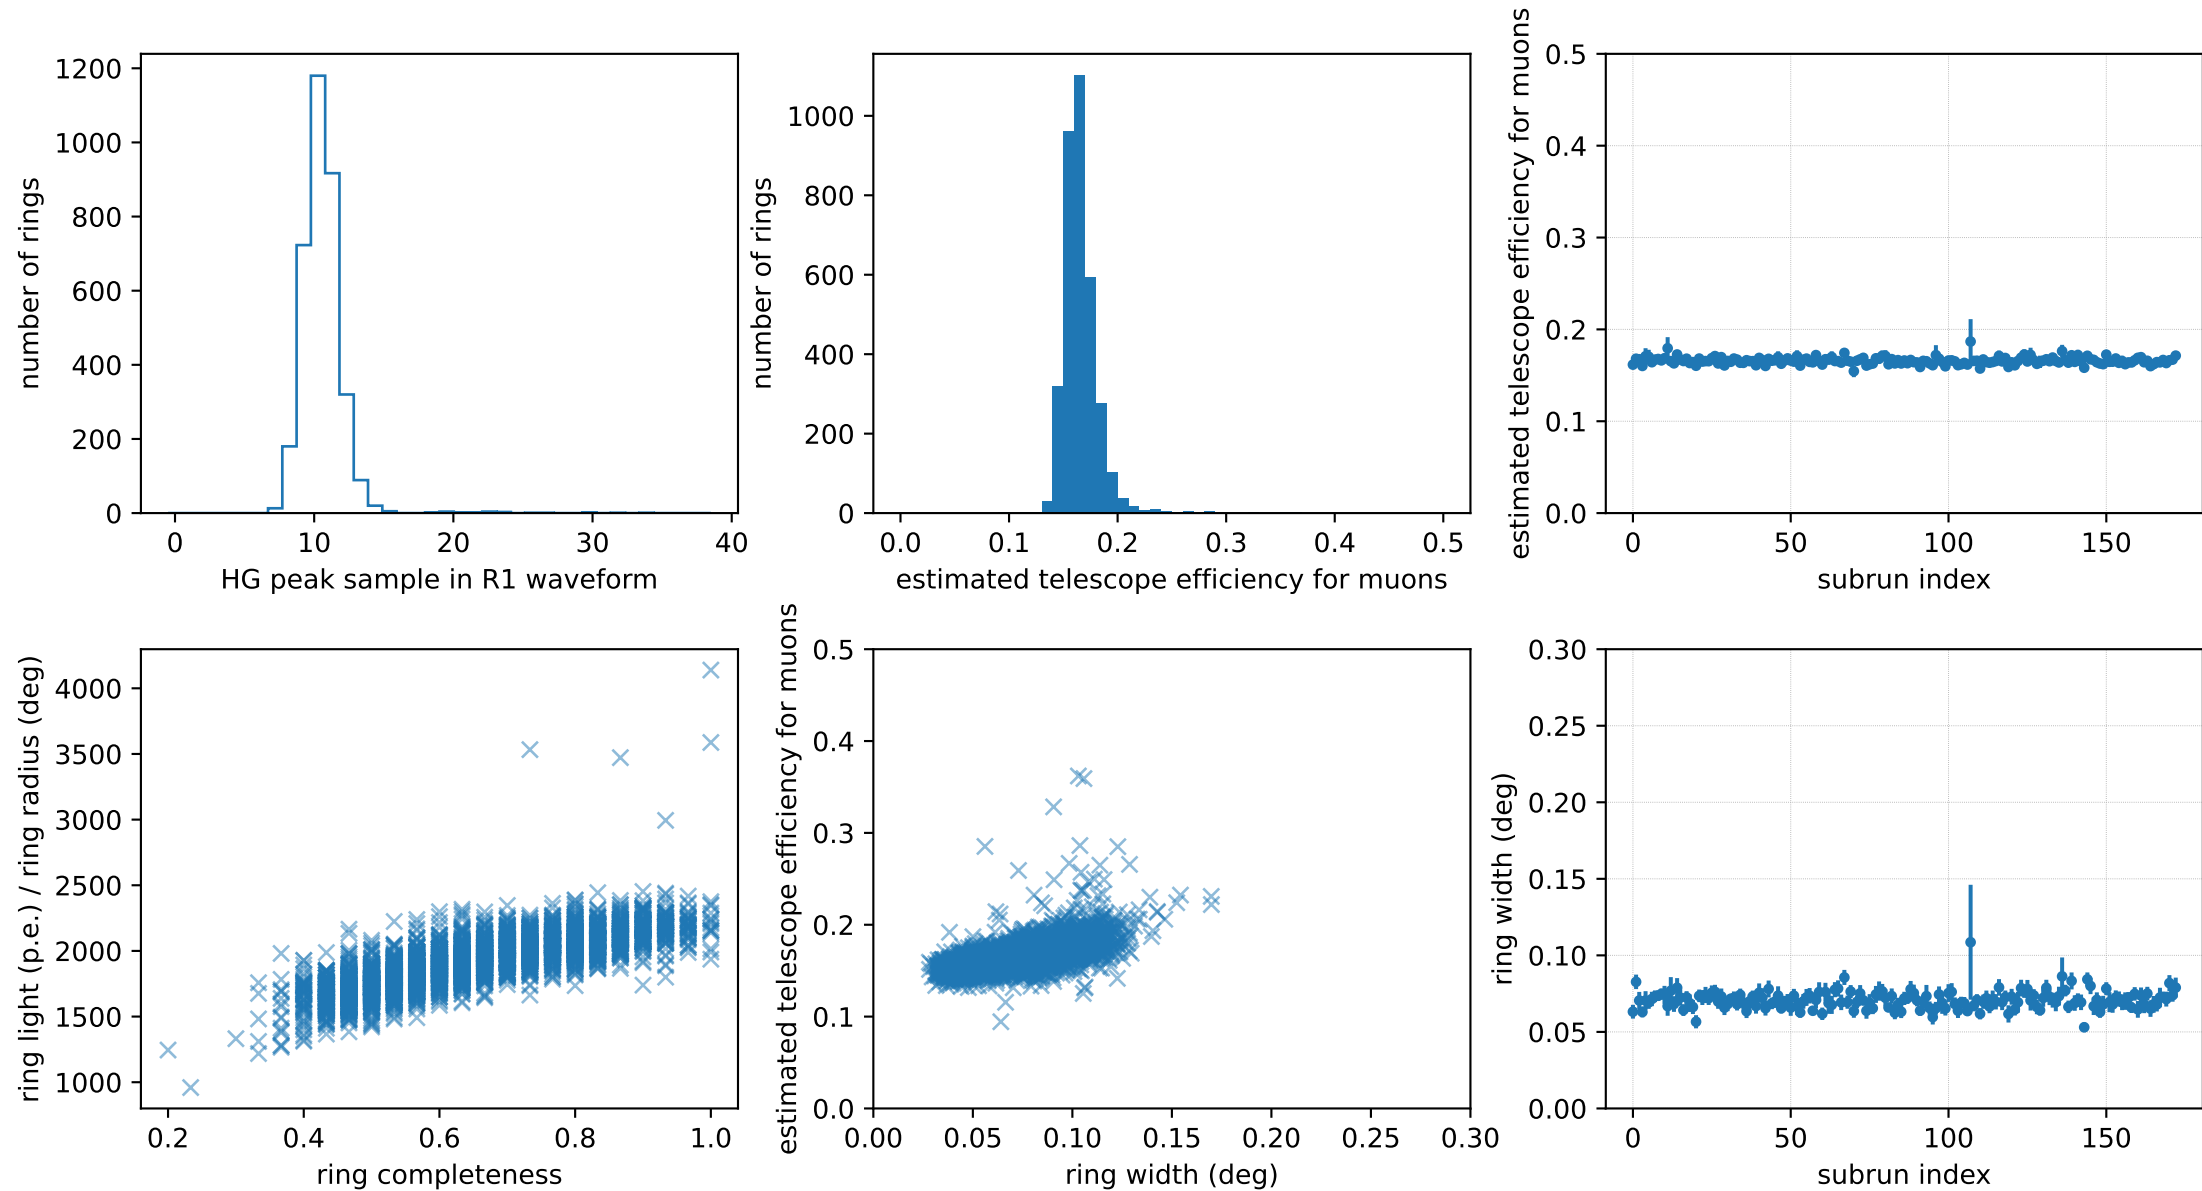 number of rings
1200
1000
800
600
400
200
0
0 10 20 30 40
HG peak sample in R1 waveform
number of rings
1000
800
600
400
200
0
0.0 0.1 0.2 0.3 0.4 0.5
estimated telescope efficiency for muons
estimated telescope efficiency for muons
0.5
0.4
0.3
0.2
0.1
0.0
0 50 100 150
subrun index
ring light (p.e.) / ring radius (deg)
4000
3500
3000
2500
2000
1500
1000
0.2 0.4 0.6 0.8 1.0
ring completeness
estimated telescope efficiency for muons
0.5
0.4
0.3
0.2
0.1
0.0
0.00 0.05 0.10 0.15 0.20 0.25 0.30
ring width (deg)
ring width (deg)
0.30
0.25
0.20
0.15
0.10
0.05
0.00
0 50 100 150
subrun index